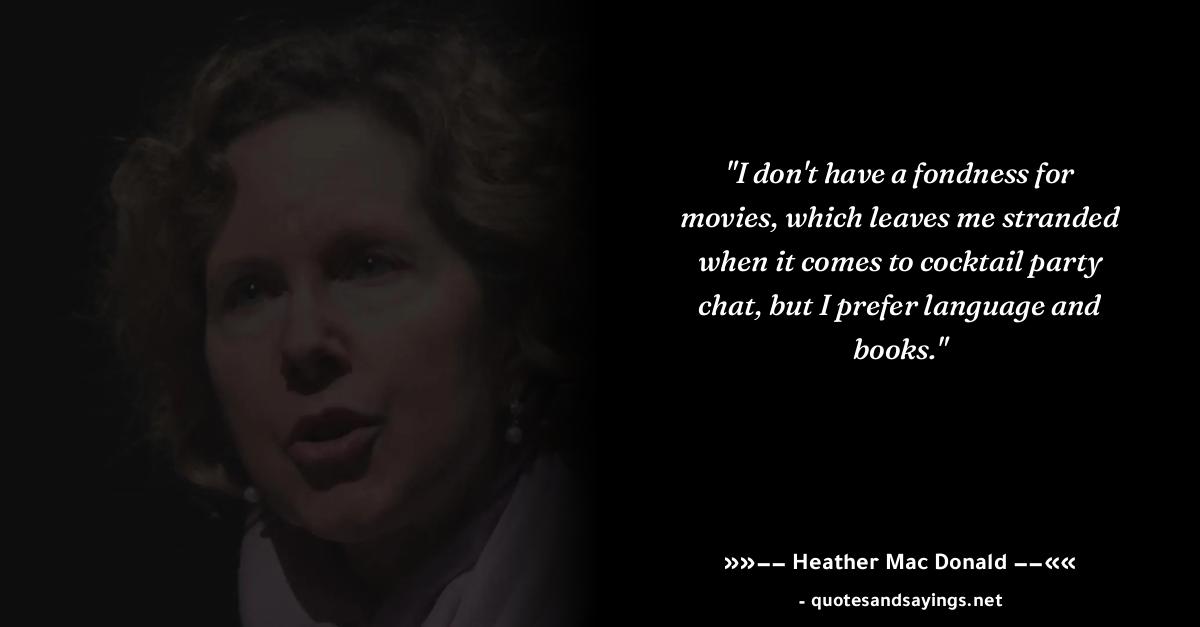 "I don't have a fondness for
movies, which leaves me stranded
when it comes to cocktail party
chat, but I prefer language and
books."
»»−− Heather Mac Donald −−««
- quotesandsayings.net